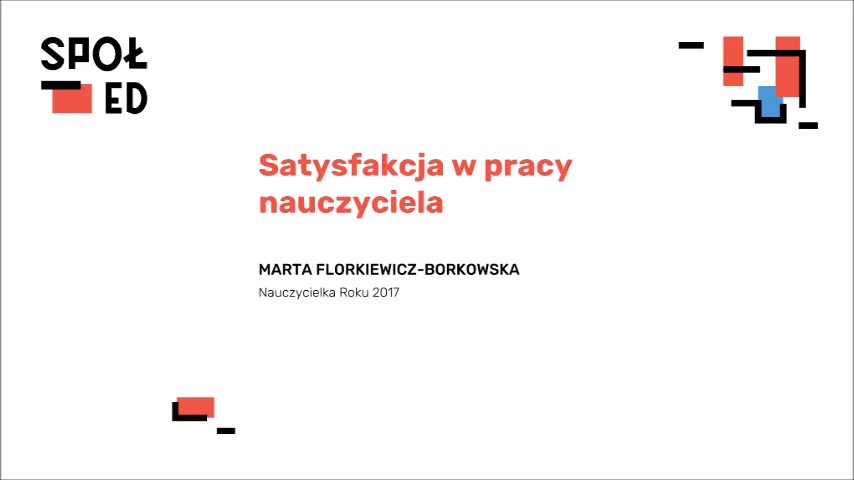 SPOŁ
ED
Satysfakcja w pracy
nauczyciela
MARTA FLORKIEWICZ-BORKOWSKA
Nauczycielka Roku 2017